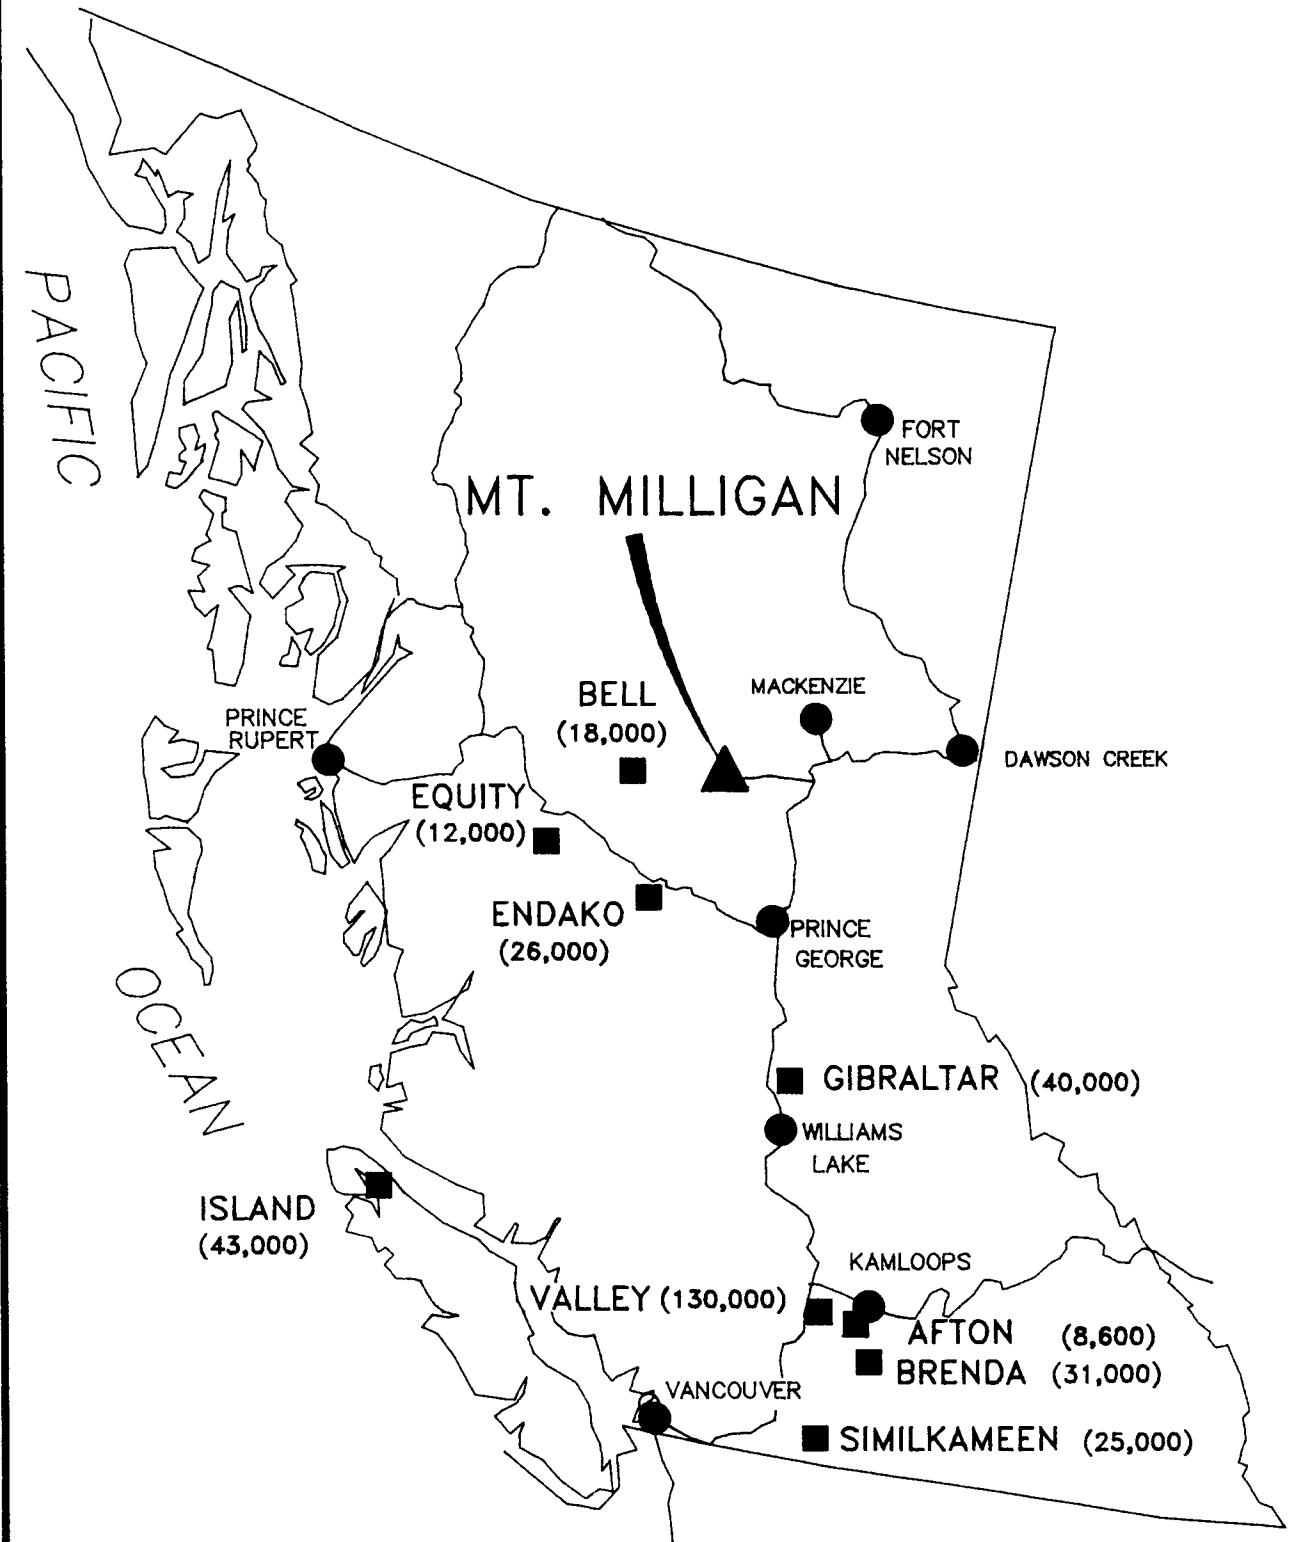 PACIFIC
OCEAN
FORT
NELSON
MT. MILLIGAN
BELL
(18,000)
MACKENZIE
PRINCE
RUPERT
DAWSON CREEK
EQUITY
(12,000)
ENDAKO
(26,000)
PRINCE
GEORGE
GIBRALTAR (40,000)
WILLIAMS
LAKE
ISLAND
(43,000)
KAMLOOPS
VALLEY (130,000)
AFTON (8,600)
BRENDA (31,000)
VANCOUVER
SIMILKAMEEN (25,000)